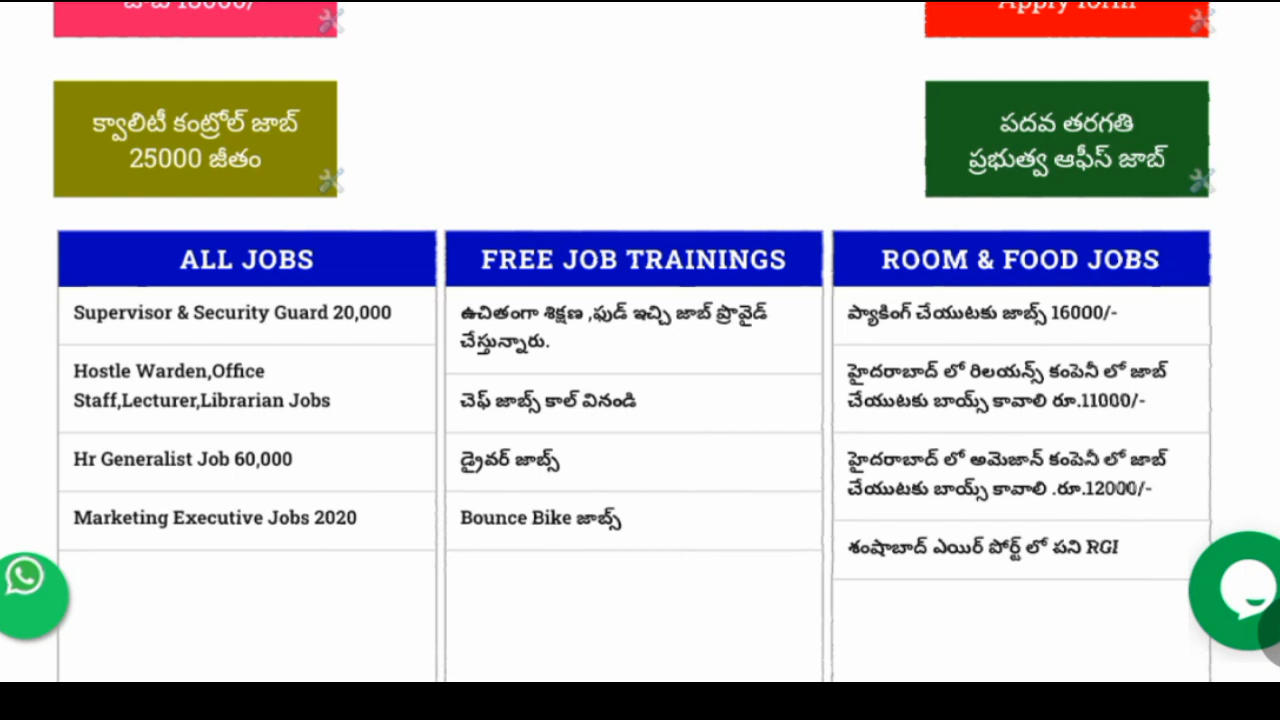 Apply form
క్వాలిటీ కంట్రోల్ జాబ్
25000 జీతం
పదవ తరగతి
ప్రభుత్వ ఆఫీస్ జాబ్
ALL JOBS
Supervisor & Security Guard 20,000
Hostle Warden,Office
Staff,Lecturer,Librarian Jobs
Hr Generalist Job 60,000
Marketing Executive Jobs 2020
FREE JOB TRAININGS
ఉచితంగా శిక్షణ ,ఫుడ్ ఇచ్చి జాబ్ ప్రొవైడ్
చేస్తున్నారు.
చెఫ్ జాబ్స్ కాల్ వినండి
డ్రైవర్ జాబ్స్
Bounce Bike జాబ్స్
ROOM & FOOD JOBS
ప్యాకింగ్ చేయుటకు జాబ్స్ 16000/-
హైదరాబాద్ లో రిలయన్స్ కంపెనీ లో జాబ్
చేయుటకు బాయ్స్ కావాలి రూ.11000/-
హైదరాబాద్ లో అమెజాన్ కంపెనీ లో జాబ్
చేయుటకు బాయ్స్ కావాలి .రూ.12000/-
శంషాబాద్ ఎయిర్ పోర్ట్ లో పని RGI